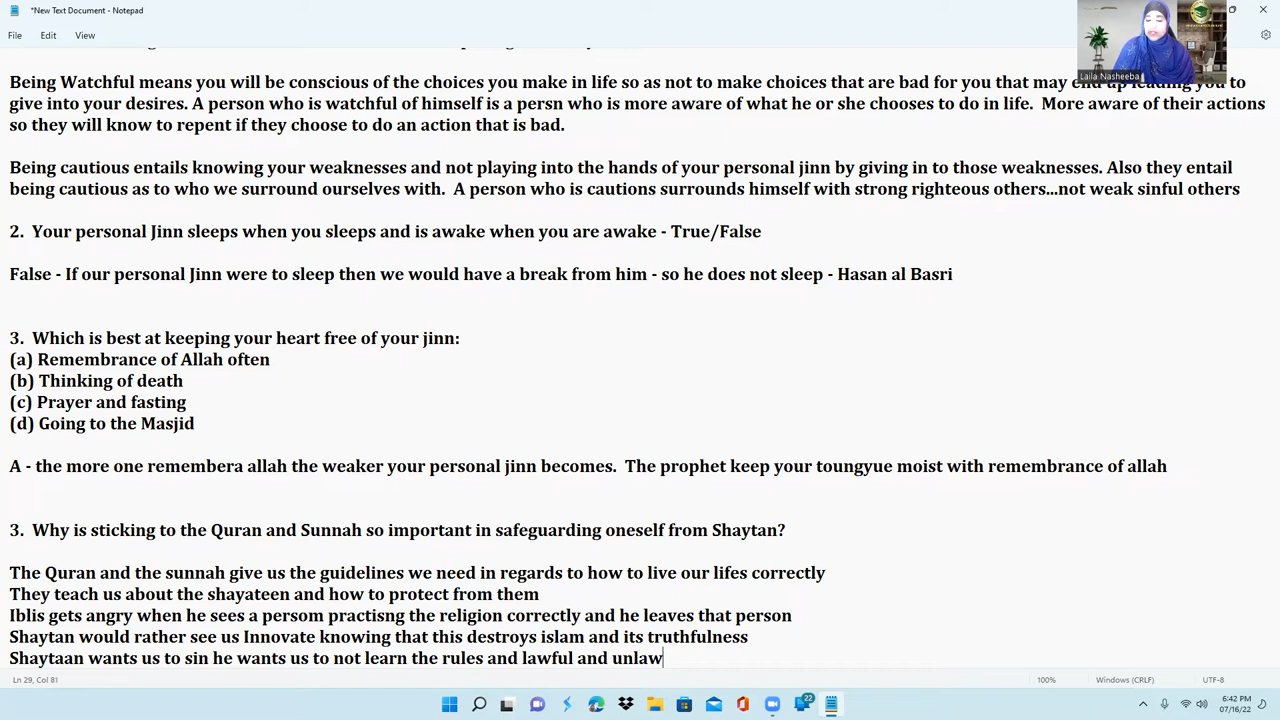 *New Text Document - Notepad
File Edit View
Laila Nasheeba
Being Watchful means you will be conscious of the choices you make in life so as not to make choices that are bad for you that may end up leading you to
give into your desires. A person who is watchful of himself is a persn who is more aware of what he or she chooses to do in life.  More aware of their actions
so they will know to repent if they choose to do an action that is bad.
Being cautious entails knowing your weaknesses and not playing into the hands of your personal jinn by giving in to those weaknesses. Also they entail
being cautious as to who we surround ourselves with.  A person who is cautions surrounds himself with strong righteous others...not weak sinful others
2.  Your personal Jinn sleeps when you sleeps and is awake when you are awake - True/False
False - If our personal Jinn were to sleep then we would have a break from him - so he does not sleep - Hasan al Basri
3.  Which is best at keeping your heart free of your jinn:
(a) Remembrance of Allah often
(b) Thinking of death
(c) Prayer and fasting
(d) Going to the Masjid
A - the more one remembera allah the weaker your personal jinn becomes.  The prophet keep your toungyue moist with remembrance of allah
3.  Why is sticking to the Quran and Sunnah so important in safeguarding oneself from Shaytan?
The Quran and the sunnah give us the guidelines we need in regards to how to live our lifes correctly
They teach us about the shayateen and how to protect from them
Iblis gets angry when he sees a persom practisng the religion correctly and he leaves that person
Shaytan would rather see us Innovate knowing that this destroys islam and its truthfulness
Shaytaan wants us to sin he wants us to not learn the rules and lawful and unlaw
Ln 29, Col 81 100% Windows (CRLF) UTF-8
22 6:42 PM
07/16/22